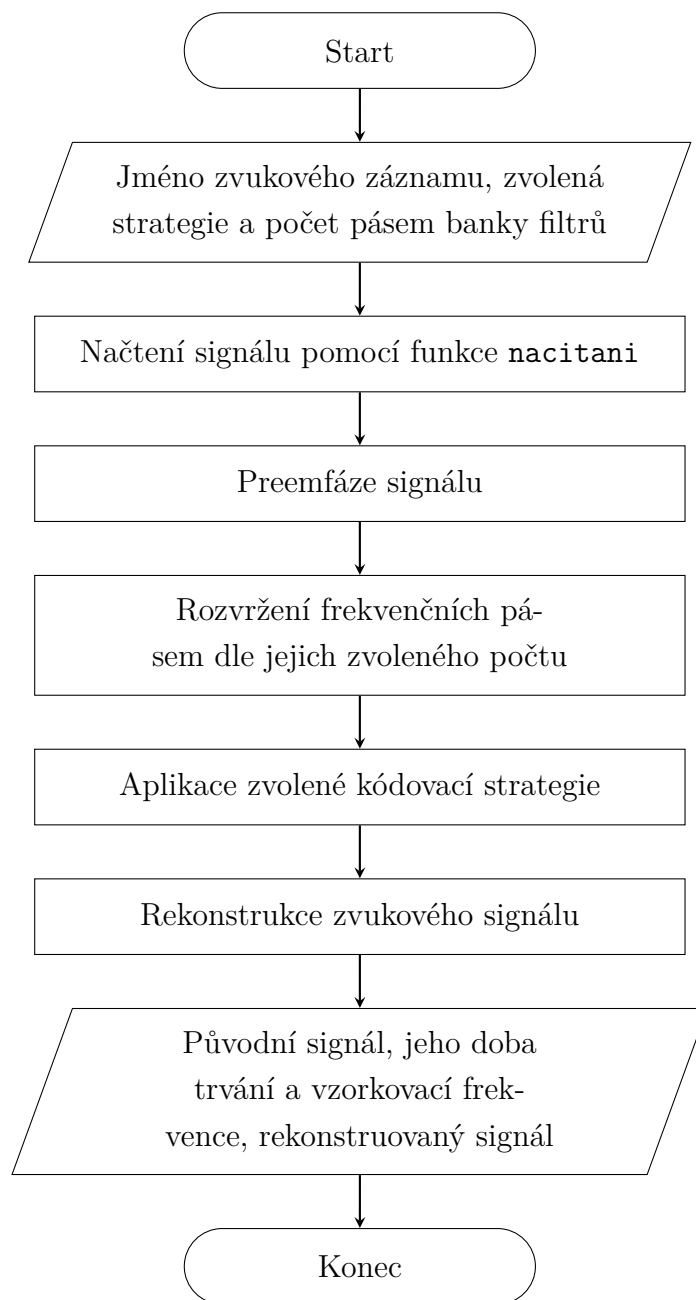 Start
Jméno zvukového záznamu, zvolená
strategie a počet pásem banky filtrů
Načtení signálu pomocí funkce nacitani
Preemfáze signálu
Rozvržení frekvenčních pá-
sem dle jejich zvoleného počtu
Aplikace zvolené kódovací strategie
Rekonstrukce zvukového signálu
Původní signál, jeho doba
trvání a vzorkovací frek-
vence, rekonstruovaný signál
Konec